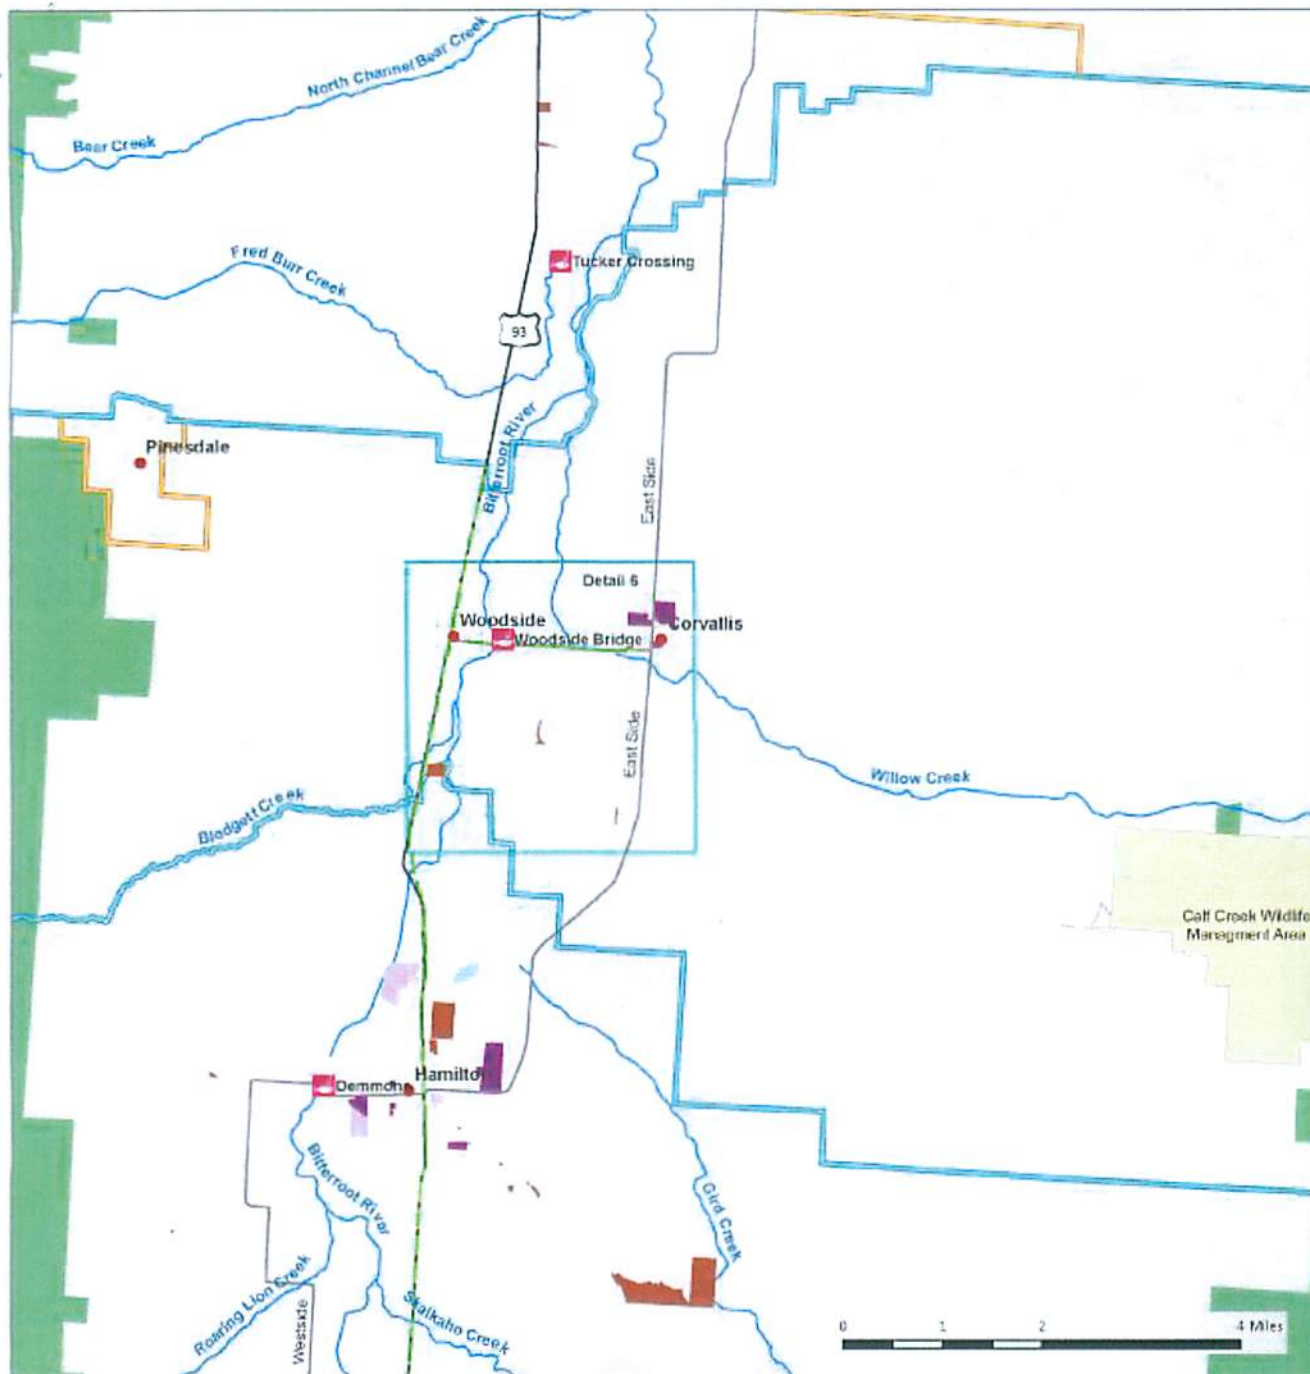 North Channel Bear Creek
Bear Creek
Fred Burr Creek
Tucker Crossing
93
Bitterroot River
Pinesdale
East Side
Detail 6
Woodside
Corvallis
Woodside Bridge
East Side
Willow Creek
Blodgett Creek
Calf Creek Wildlife
Managment Area
Hamilto
Demmons
Bitterroot River
Gird Creek
Roaring Lion Creek
Skalkaho Creek
Westside
0 1 2 4 Miles